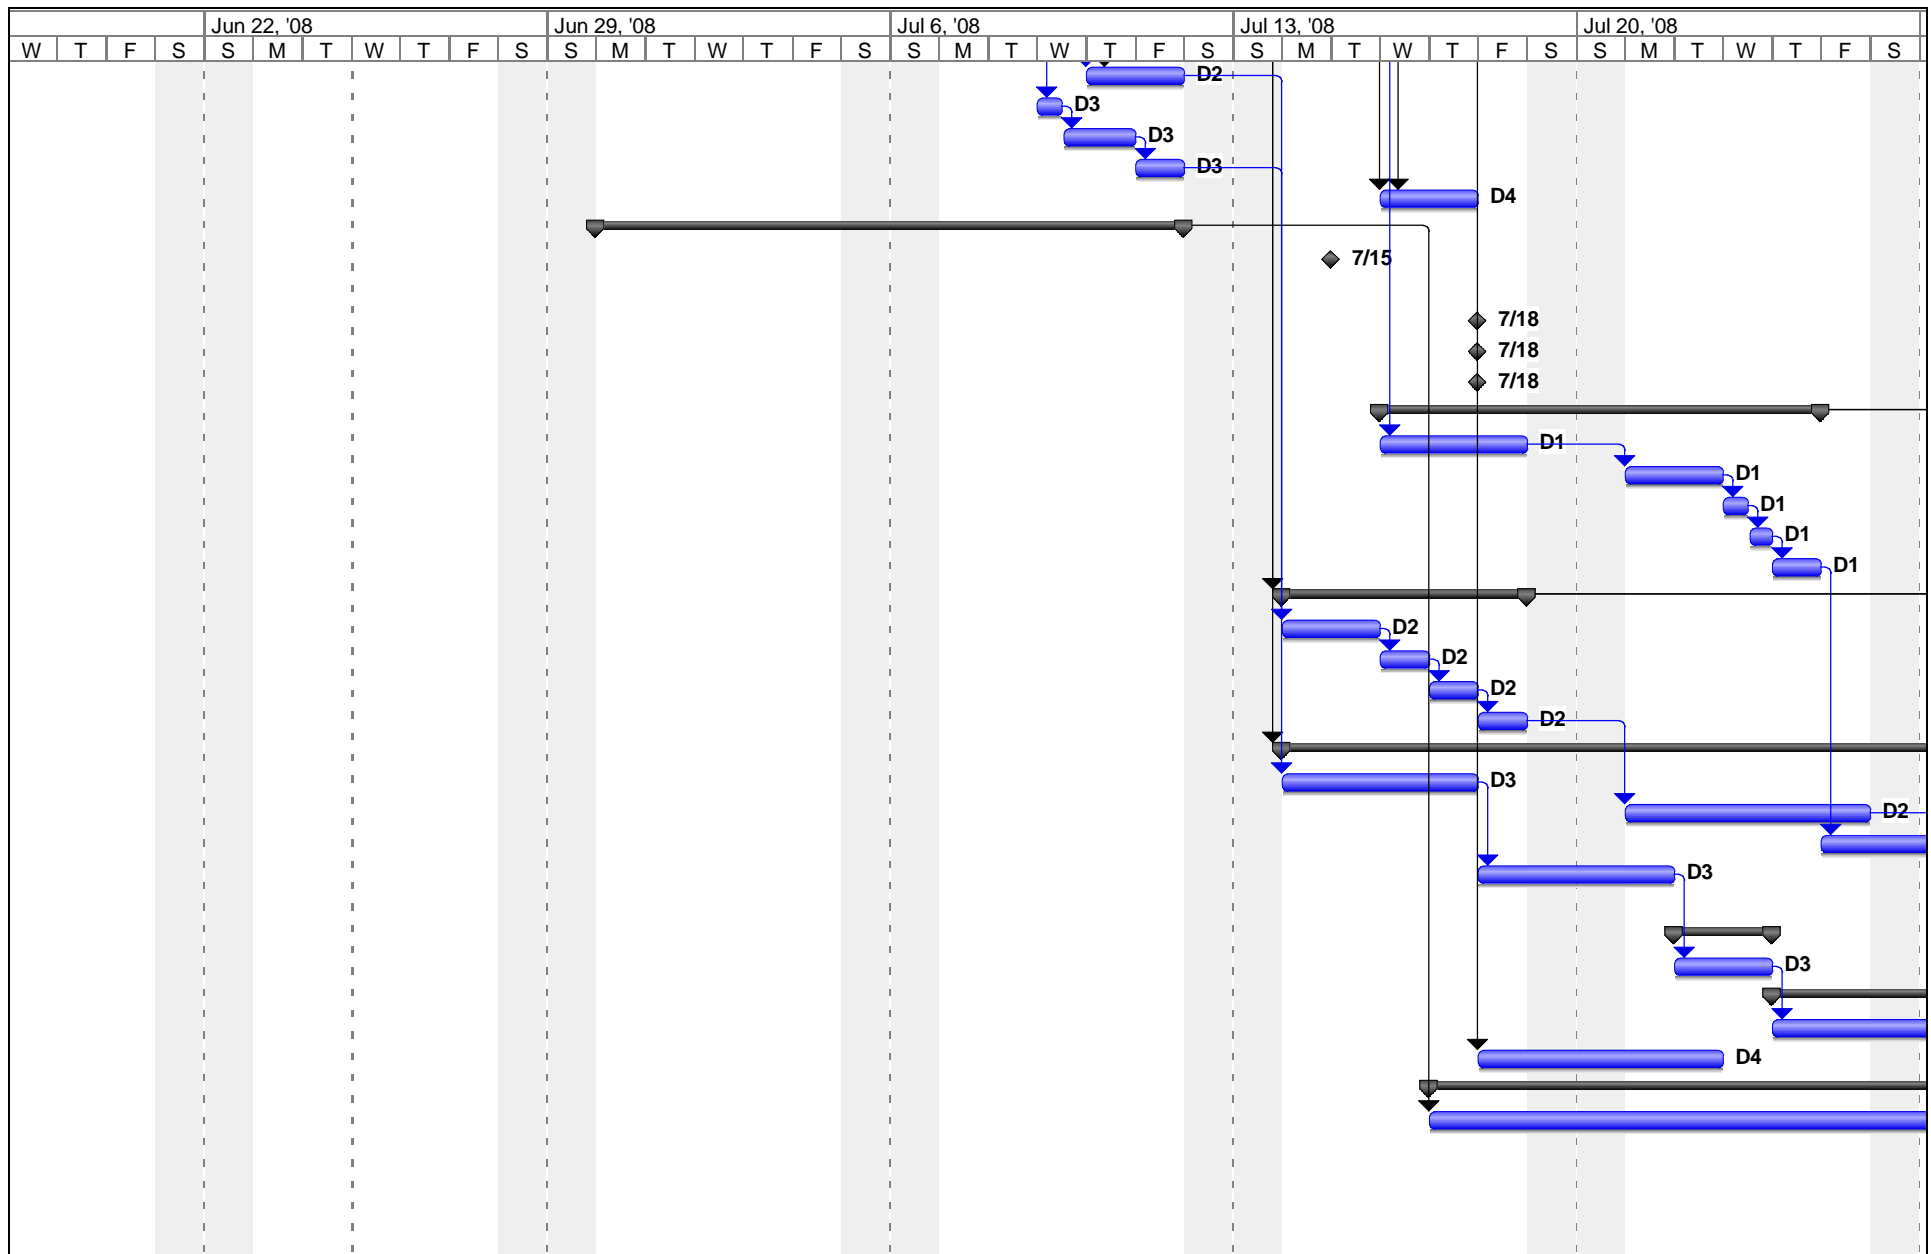 Jun 22, '08 Jun 29, '08 Jul 6, '08 Jul 13, '08 Jul 20, '08
W T F S S M T W T F S S M T W T F S S M T W T F S S M T W T F S S M T W T F S
D2
D3
D3
D3
D4
7/15
7/18
7/18
7/18
D1
D1
D1
D1
D1
D2
D2
D2
D2
D3
D2
D3
D3
D4